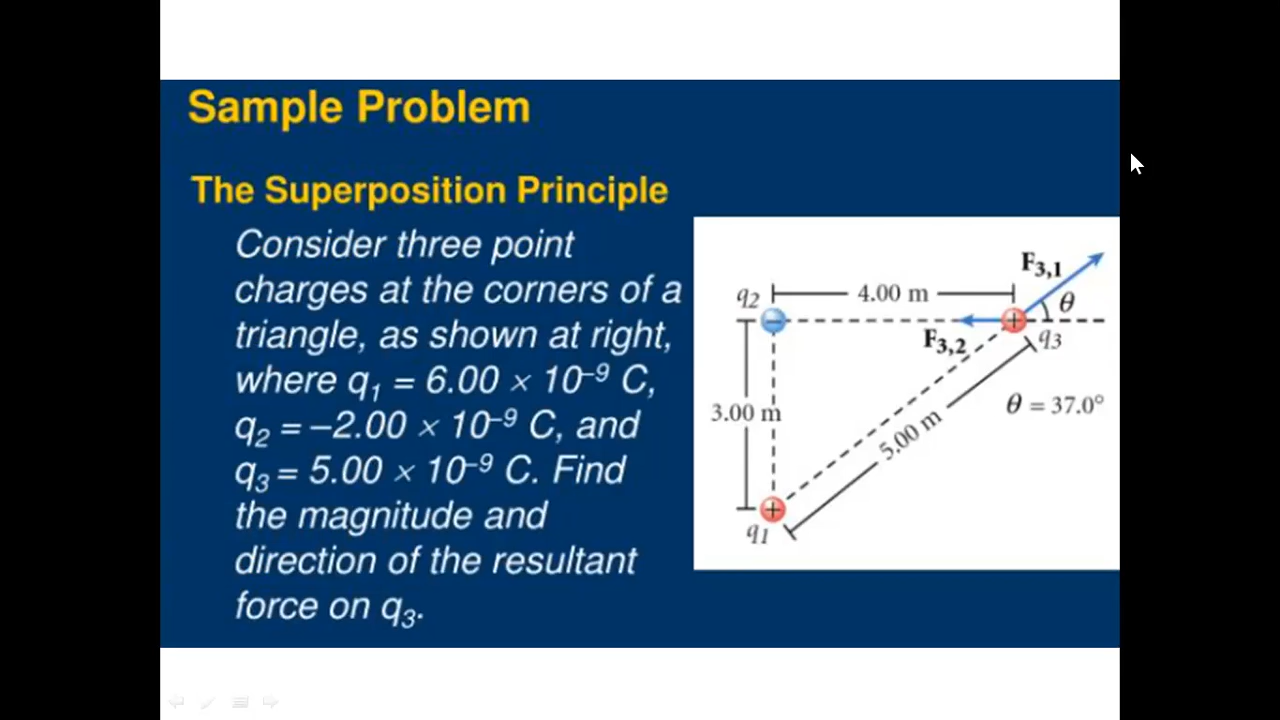 Sample Problem
The Superposition Principle
Consider three point
charges at the corners of a
triangle, as shown at right,
where q₁ = 6.00 × 10⁻⁹ C,
q₂ = –2.00 × 10⁻⁹ C, and
q₃ = 5.00 × 10⁻⁹ C. Find
the magnitude and
direction of the resultant
force on q₃.
F₃,₁
q₂
4.00 m
θ
F₃,₂
q₃
θ = 37.0°
3.00 m
5.00 m
q₁